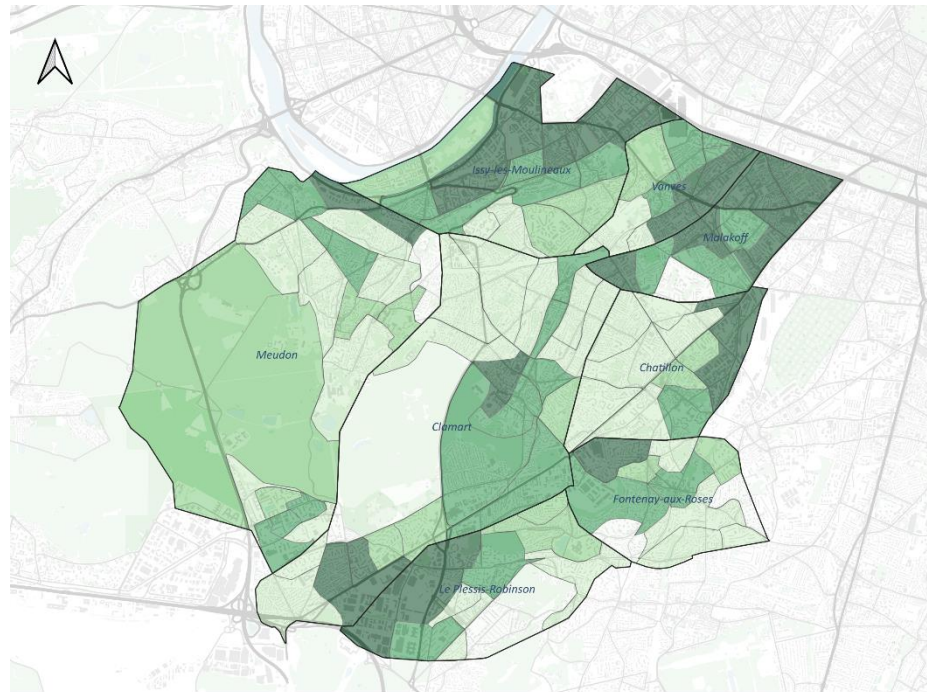 Issy-les-Moulineaux
Vanves
Malakoff
Meudon
Chatillon
Clamart
Fontenay-aux-Roses
Le Plessis-Robinson